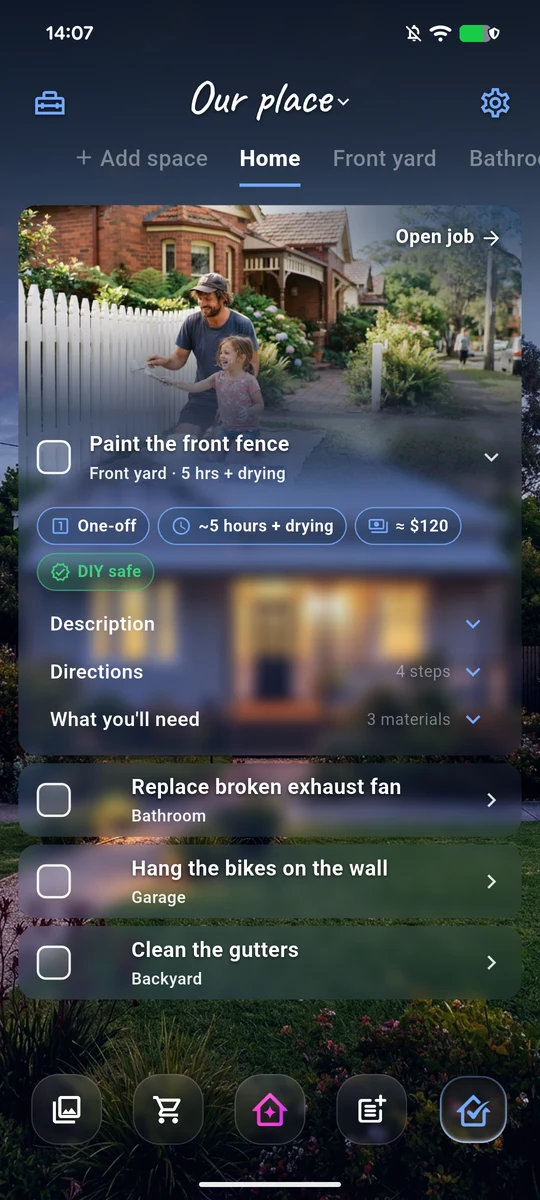 14:07
Our place
+ Add space
Home
Front yard
Bathro
Open job →
Paint the front fence
Front yard · 5 hrs + drying
1 One-off
~5 hours + drying
≈ $120
DIY safe
Description
Directions
4 steps
What you'll need
3 materials
Replace broken exhaust fan
Bathroom
Hang the bikes on the wall
Garage
Clean the gutters
Backyard